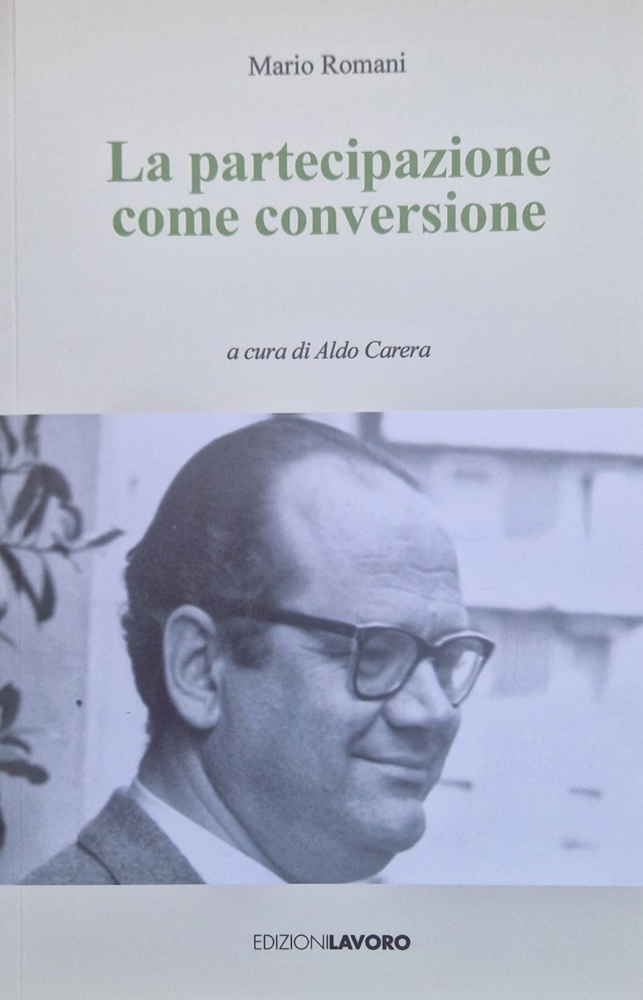 Mario Romani
La partecipazione
come conversione
a cura di Aldo Carera
EDIZIONILAVORO